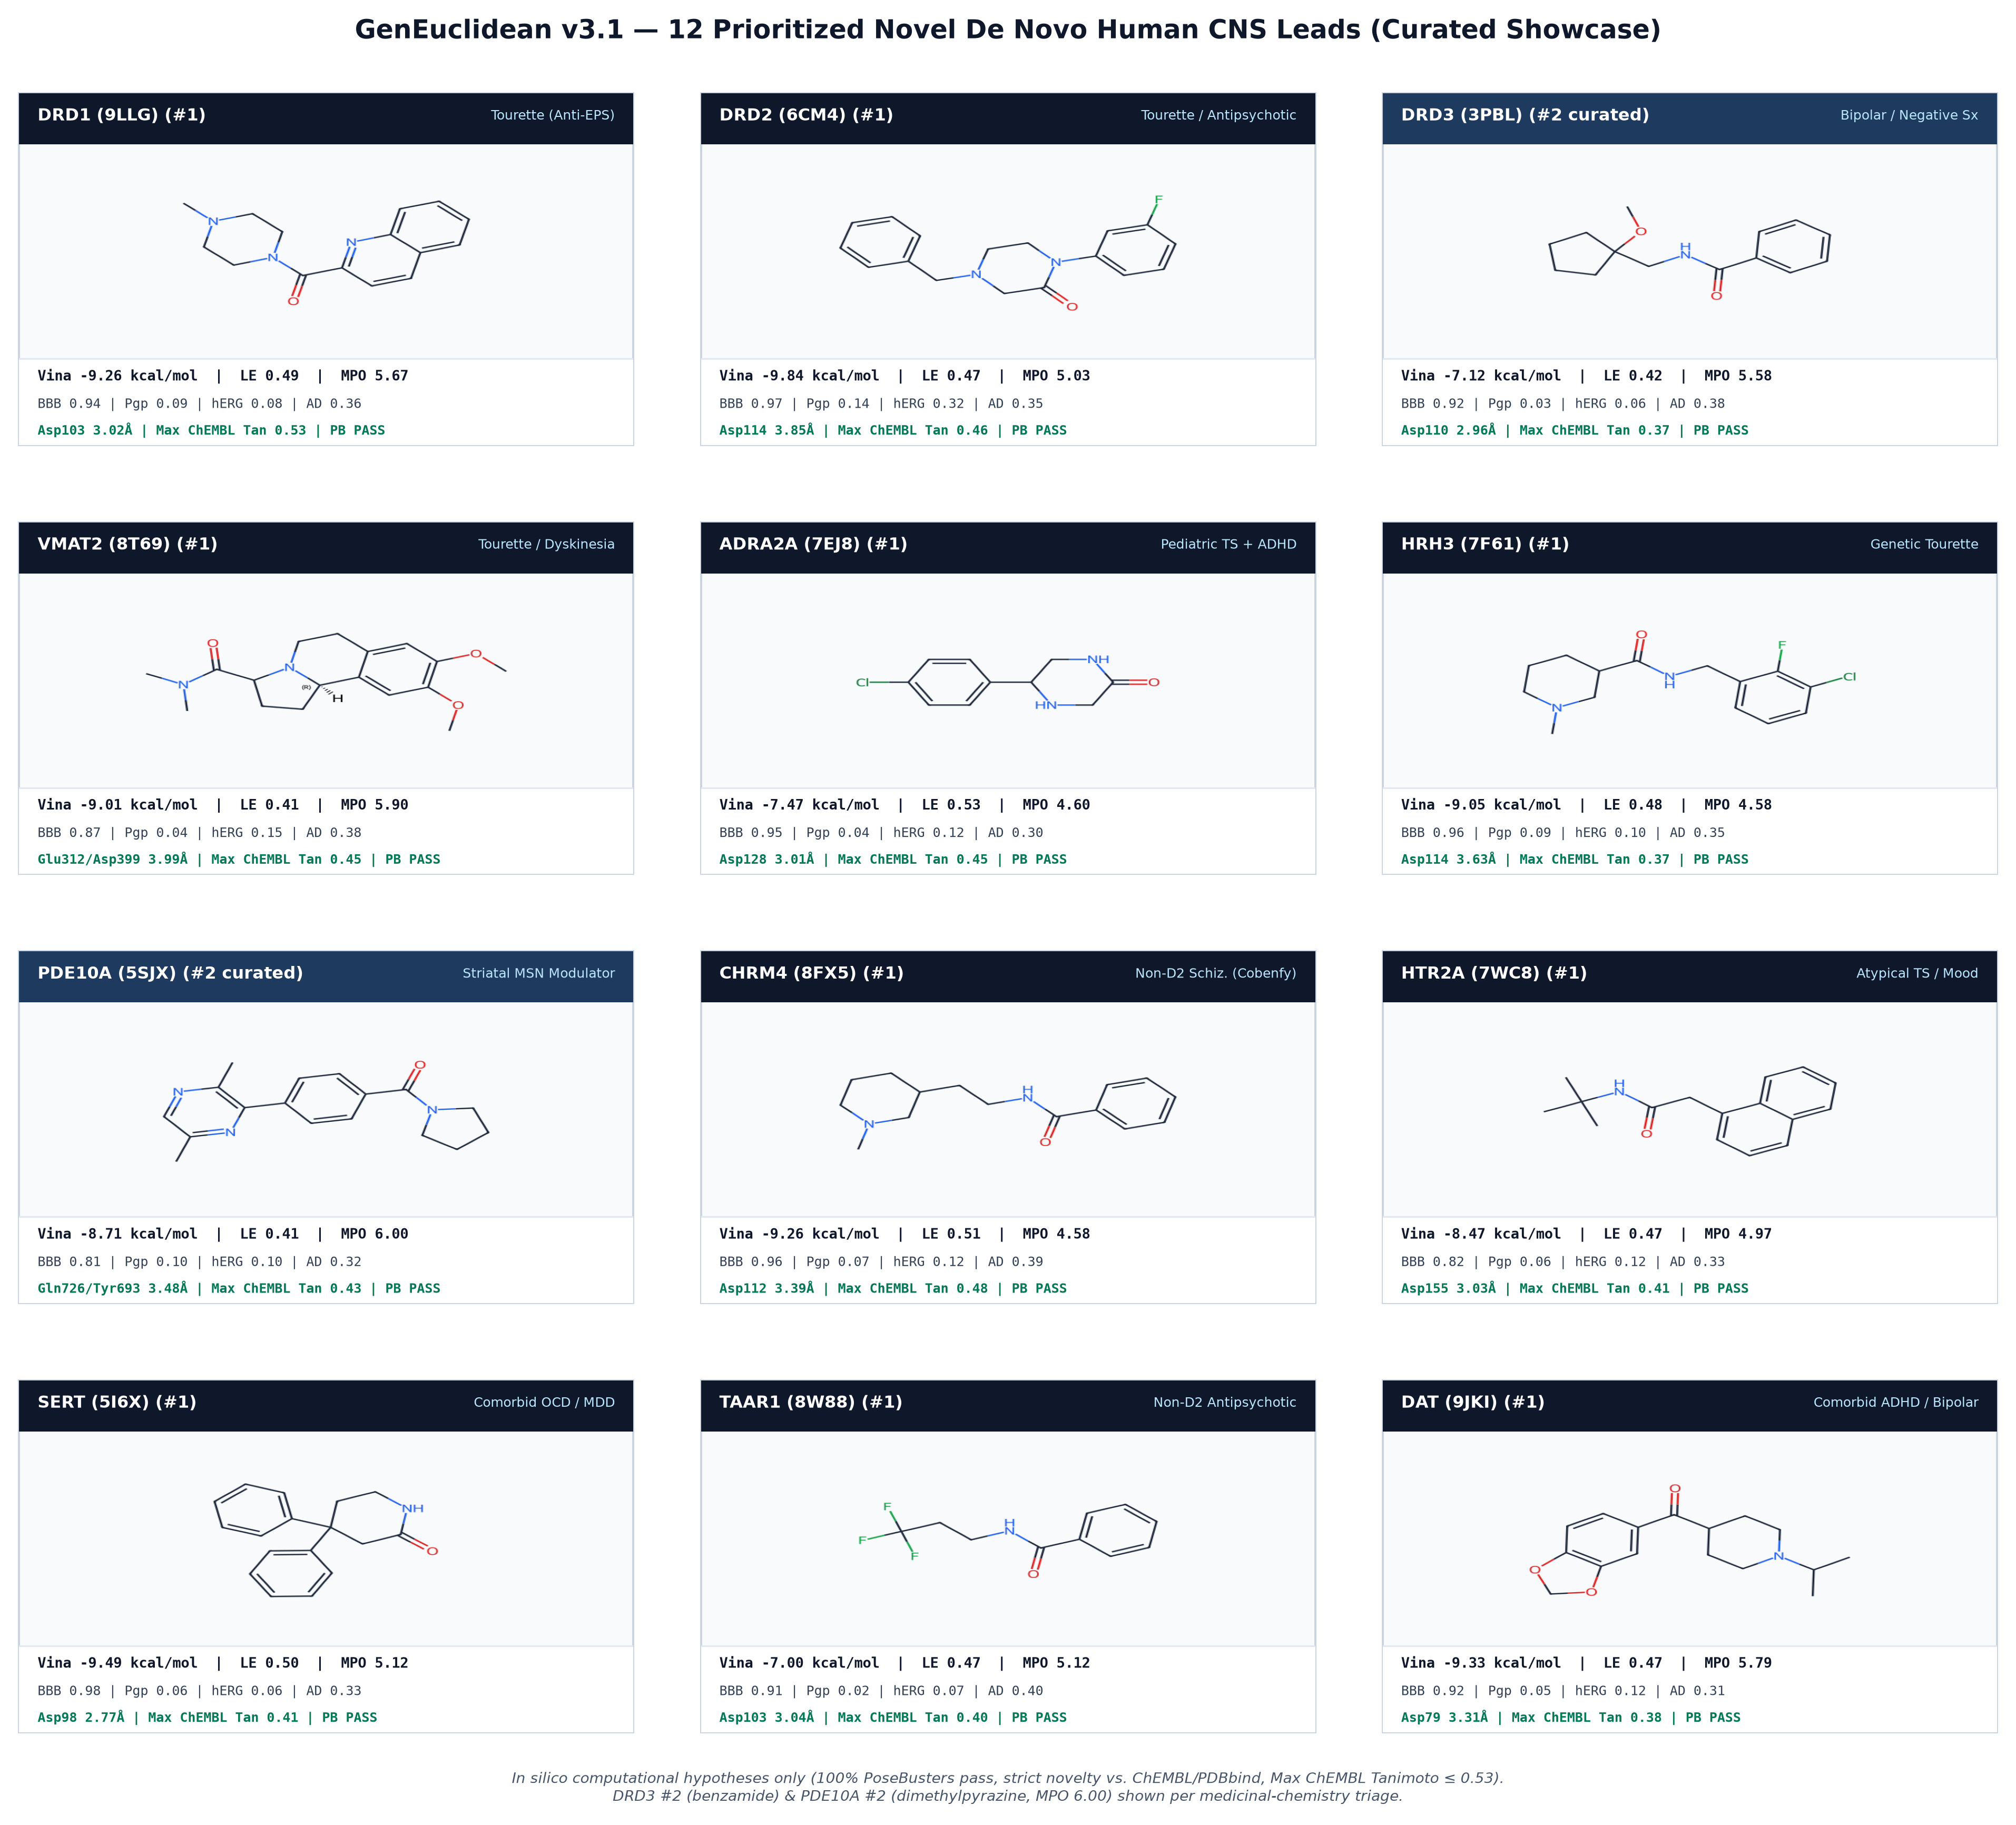 GenEuclidean v3.1 — 12 Prioritized Novel De Novo Human CNS Leads (Curated Showcase)
DRD1 (9LLG) (#1)
Tourette (Anti-EPS)
N
N
N
O
Vina -9.26 kcal/mol | LE 0.49 | MPO 5.67
BBB 0.94 | Pgp 0.09 | hERG 0.08 | AD 0.36
Asp103 3.02Å | Max ChEMBL Tan 0.53 | PB PASS
DRD2 (6CM4) (#1)
Tourette / Antipsychotic
F
N
N
O
Vina -9.84 kcal/mol | LE 0.47 | MPO 5.03
BBB 0.97 | Pgp 0.14 | hERG 0.32 | AD 0.35
Asp114 3.85Å | Max ChEMBL Tan 0.46 | PB PASS
DRD3 (3PBL) (#2 curated)
Bipolar / Negative Sx
O
H
N
O
Vina -7.12 kcal/mol | LE 0.42 | MPO 5.58
BBB 0.92 | Pgp 0.03 | hERG 0.06 | AD 0.38
Asp110 2.96Å | Max ChEMBL Tan 0.37 | PB PASS
VMAT2 (8T69) (#1)
Tourette / Dyskinesia
O
O
N
N
(R)
H
O
Vina -9.01 kcal/mol | LE 0.41 | MPO 5.90
BBB 0.87 | Pgp 0.04 | hERG 0.15 | AD 0.38
Glu312/Asp399 3.99Å | Max ChEMBL Tan 0.45 | PB PASS
ADRA2A (7EJ8) (#1)
Pediatric TS + ADHD
NH
Cl
O
HN
Vina -7.47 kcal/mol | LE 0.53 | MPO 4.60
BBB 0.95 | Pgp 0.04 | hERG 0.12 | AD 0.30
Asp128 3.01Å | Max ChEMBL Tan 0.45 | PB PASS
HRH3 (7F61) (#1)
Genetic Tourette
O
F
N
H
Cl
N
Vina -9.05 kcal/mol | LE 0.48 | MPO 4.58
BBB 0.96 | Pgp 0.09 | hERG 0.10 | AD 0.35
Asp114 3.63Å | Max ChEMBL Tan 0.37 | PB PASS
PDE10A (5SJX) (#2 curated)
Striatal MSN Modulator
O
N
N
N
Vina -8.71 kcal/mol | LE 0.41 | MPO 6.00
BBB 0.81 | Pgp 0.10 | hERG 0.10 | AD 0.32
Gln726/Tyr693 3.48Å | Max ChEMBL Tan 0.43 | PB PASS
CHRM4 (8FX5) (#1)
Non-D2 Schiz. (Cobenfy)
H
N
N
O
Vina -9.26 kcal/mol | LE 0.51 | MPO 4.58
BBB 0.96 | Pgp 0.07 | hERG 0.12 | AD 0.39
Asp112 3.39Å | Max ChEMBL Tan 0.48 | PB PASS
HTR2A (7WC8) (#1)
Atypical TS / Mood
H
N
O
Vina -8.47 kcal/mol | LE 0.47 | MPO 4.97
BBB 0.82 | Pgp 0.06 | hERG 0.12 | AD 0.33
Asp155 3.03Å | Max ChEMBL Tan 0.41 | PB PASS
SERT (5I6X) (#1)
Comorbid OCD / MDD
NH
O
Vina -9.49 kcal/mol | LE 0.50 | MPO 5.12
BBB 0.98 | Pgp 0.06 | hERG 0.06 | AD 0.33
Asp98 2.77Å | Max ChEMBL Tan 0.41 | PB PASS
TAAR1 (8W88) (#1)
Non-D2 Antipsychotic
F
F
F
H
N
O
Vina -7.00 kcal/mol | LE 0.47 | MPO 5.12
BBB 0.91 | Pgp 0.02 | hERG 0.07 | AD 0.40
Asp103 3.04Å | Max ChEMBL Tan 0.40 | PB PASS
DAT (9JKI) (#1)
Comorbid ADHD / Bipolar
O
N
O
O
Vina -9.33 kcal/mol | LE 0.47 | MPO 5.79
BBB 0.92 | Pgp 0.05 | hERG 0.12 | AD 0.31
Asp79 3.31Å | Max ChEMBL Tan 0.38 | PB PASS
In silico computational hypotheses only (100% PoseBusters pass, strict novelty vs. ChEMBL/PDBbind, Max ChEMBL Tanimoto ≤ 0.53).
DRD3 #2 (benzamide) & PDE10A #2 (dimethylpyrazine, MPO 6.00) shown per medicinal-chemistry triage.